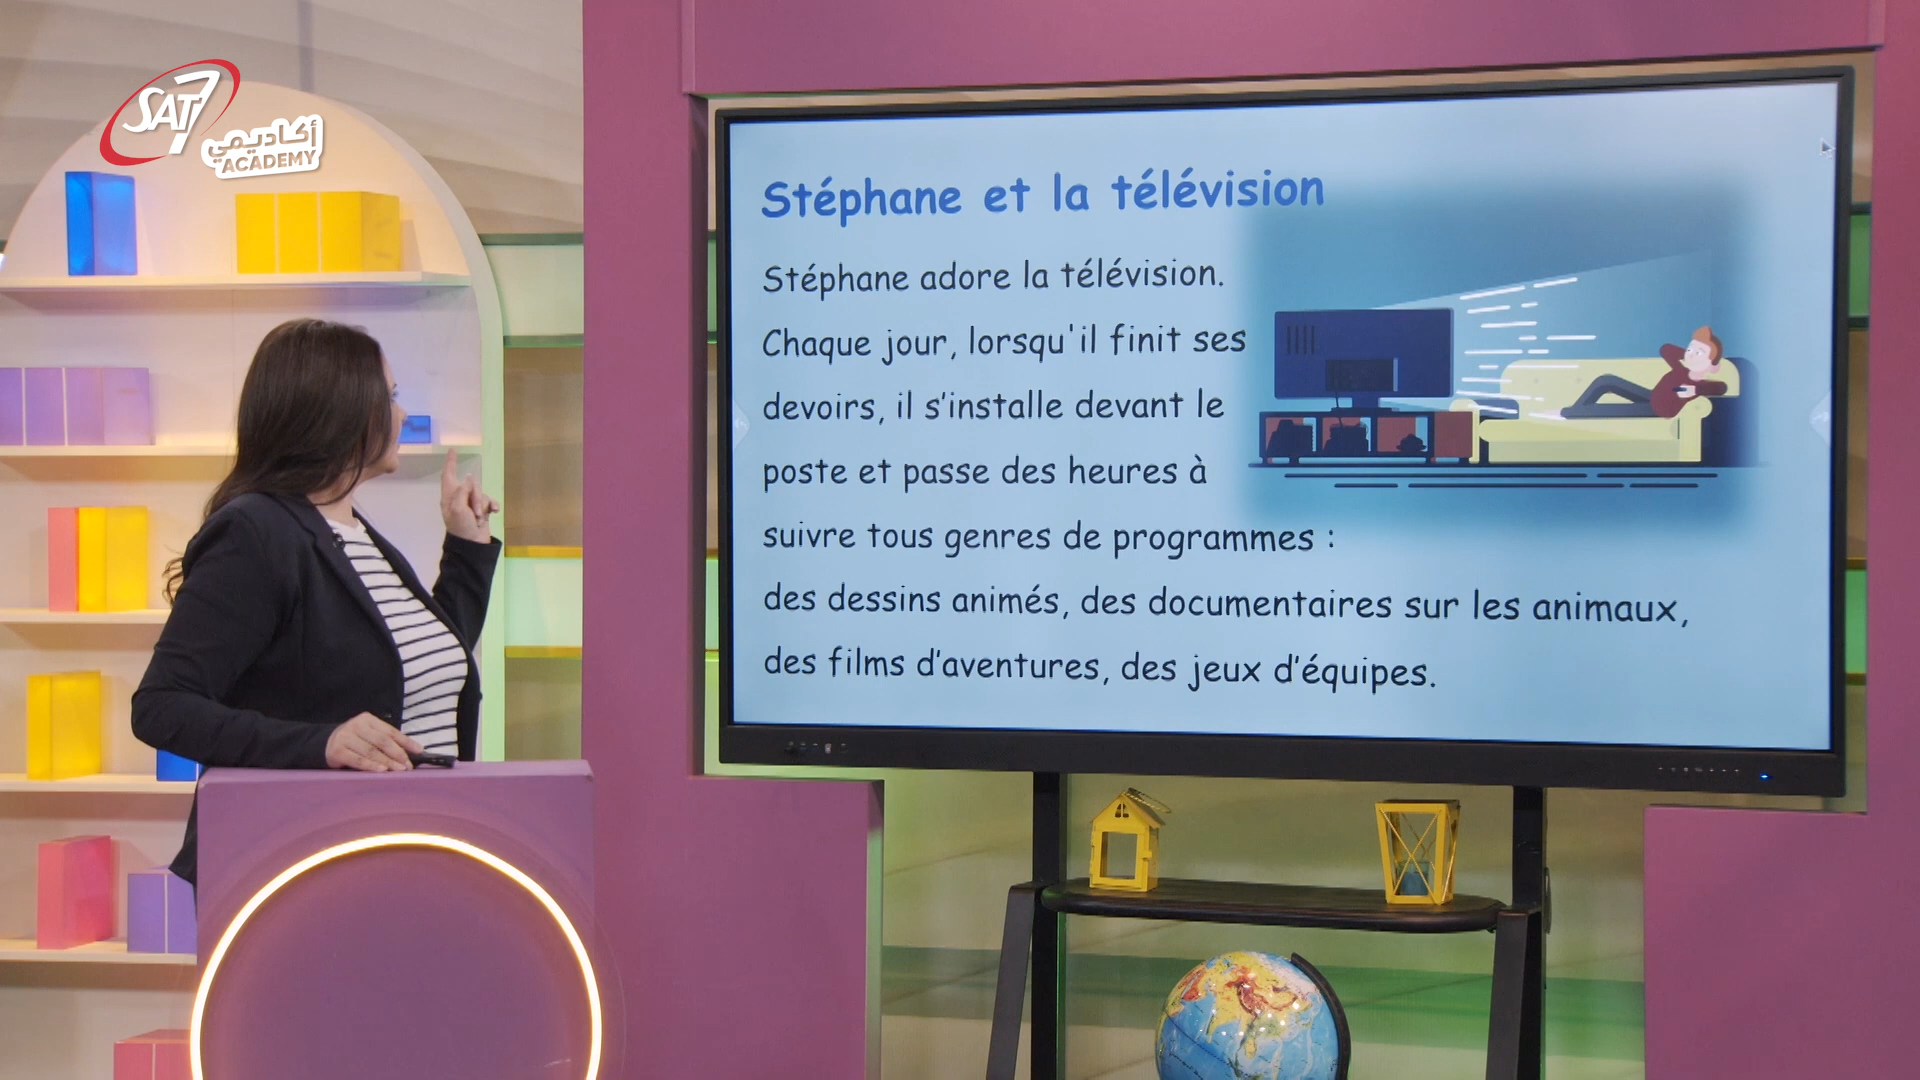 SAT7
أكاديمي
ACADEMY
Stéphane et la télévision
Stéphane adore la télévision.
Chaque jour, lorsqu'il finit ses
devoirs, il s'installe devant le
poste et passe des heures à
suivre tous genres de programmes :
des dessins animés, des documentaires sur les animaux,
des films d'aventures, des jeux d'équipes.